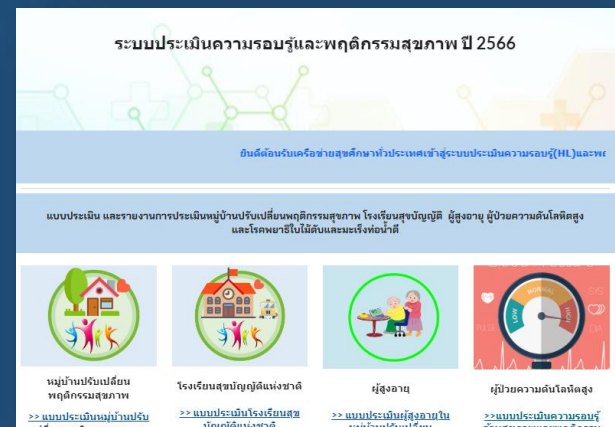 ระบบประเมินความรอบรู้และพฤติกรรมสุขภาพ ปี 2566
ยินดีต้อนรับเครือข่ายสุขศึกษาทั่วประเทศเข้าสู่ระบบประเมินความรอบรู้(HL)และพฤ
แบบประเมิน และรายงานการประเมินหมู่บ้านปรับเปลี่ยนพฤติกรรมสุขภาพ โรงเรียนสุขบัญญัติ ผู้สูงอายุ ผู้ป่วยความดันโลหิตสูง
และโรคพยาธิใบไม้ตับและมะเร็งท่อน้ำดี
LOW NORMAL HIGH
หมู่บ้านปรับเปลี่ยน
พฤติกรรมสุขภาพ
โรงเรียนสุขบัญญัติแห่งชาติ
ผู้สูงอายุ
ผู้ป่วยความดันโลหิตสูง
>> แบบประเมินหมู่บ้านปรับ
>> แบบประเมินโรงเรียนสุข
บัญญัติแห่งชาติ
>> แบบประเมินผู้สูงอายุใน
>>แบบประเมินความรอบรู้